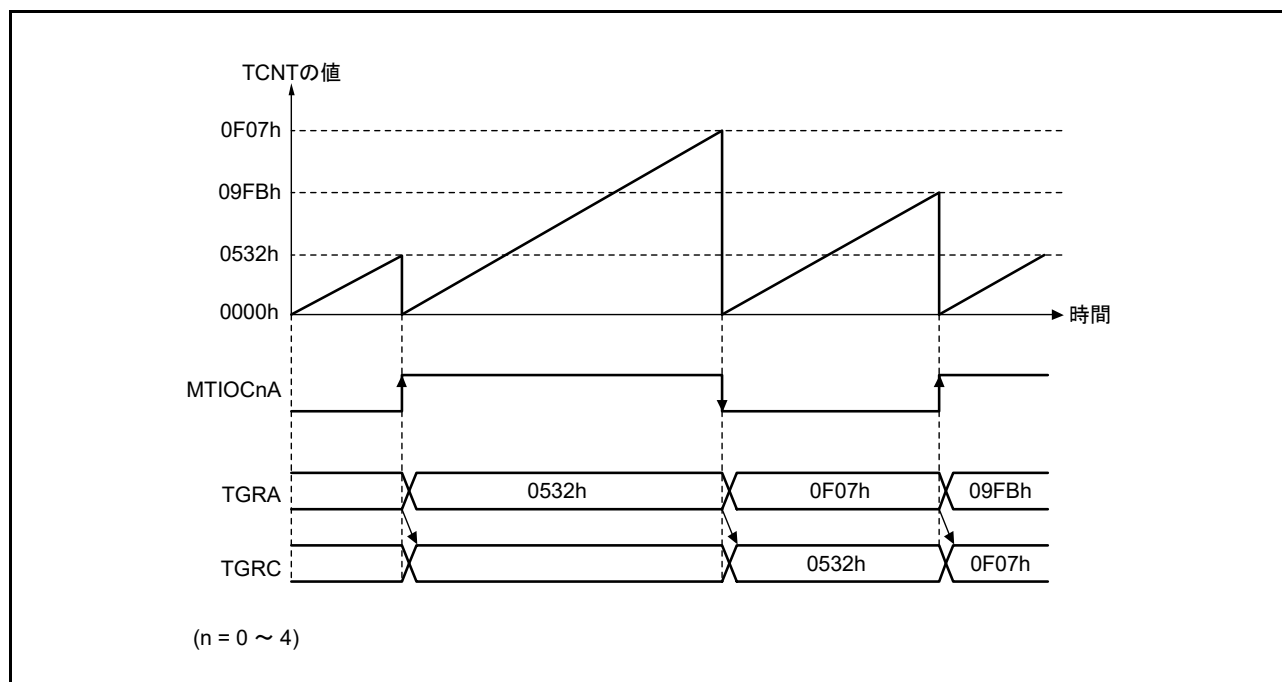 TCNTの値
0F07h
09FBh
0532h
0000h
時間
MTIOCnA
TGRA
0532h
0F07h
09FBh
TGRC
0532h
0F07h
(n = 0 ～ 4)